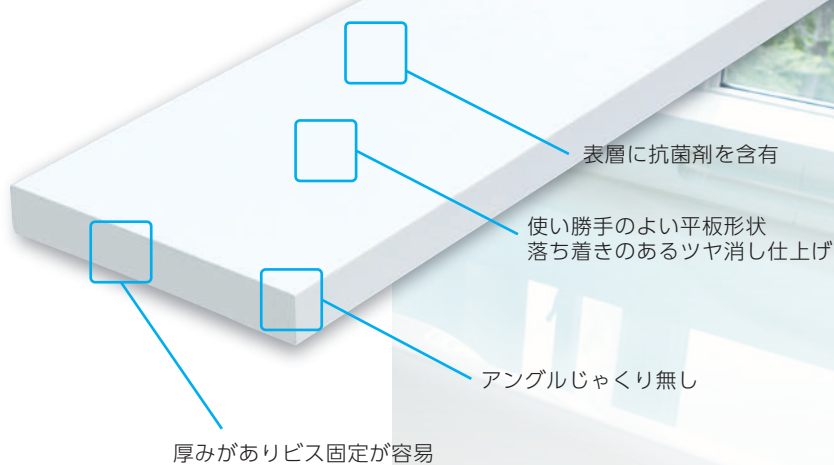 表層に抗菌剤を含有
使い勝手のよい平板形状
落ち着きのあるツヤ消し仕上げ
アングルじゃくり無し
厚みがありビス固定が容易